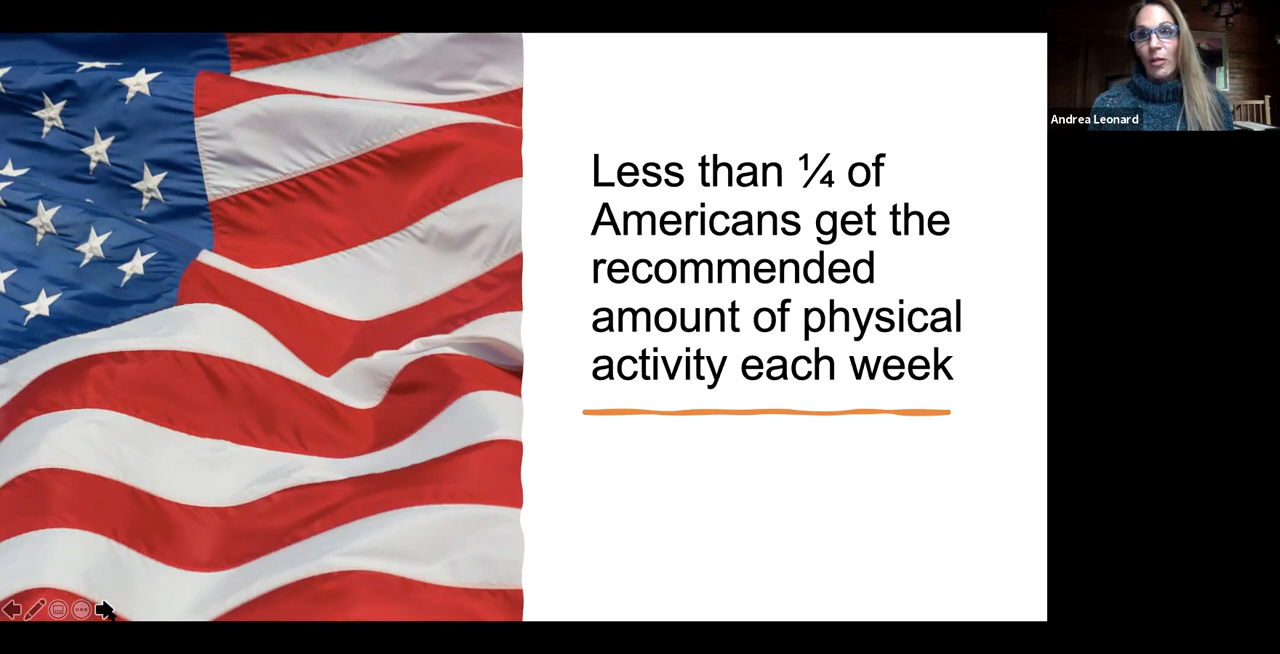 Less than ¼ of
Americans get the
recommended
amount of physical
activity each week
Andrea Leonard